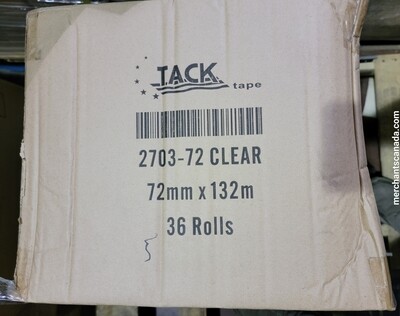 TACK
tape
2703-72 CLEAR
72mm x 132m
36 Rolls
merchantscanada.com